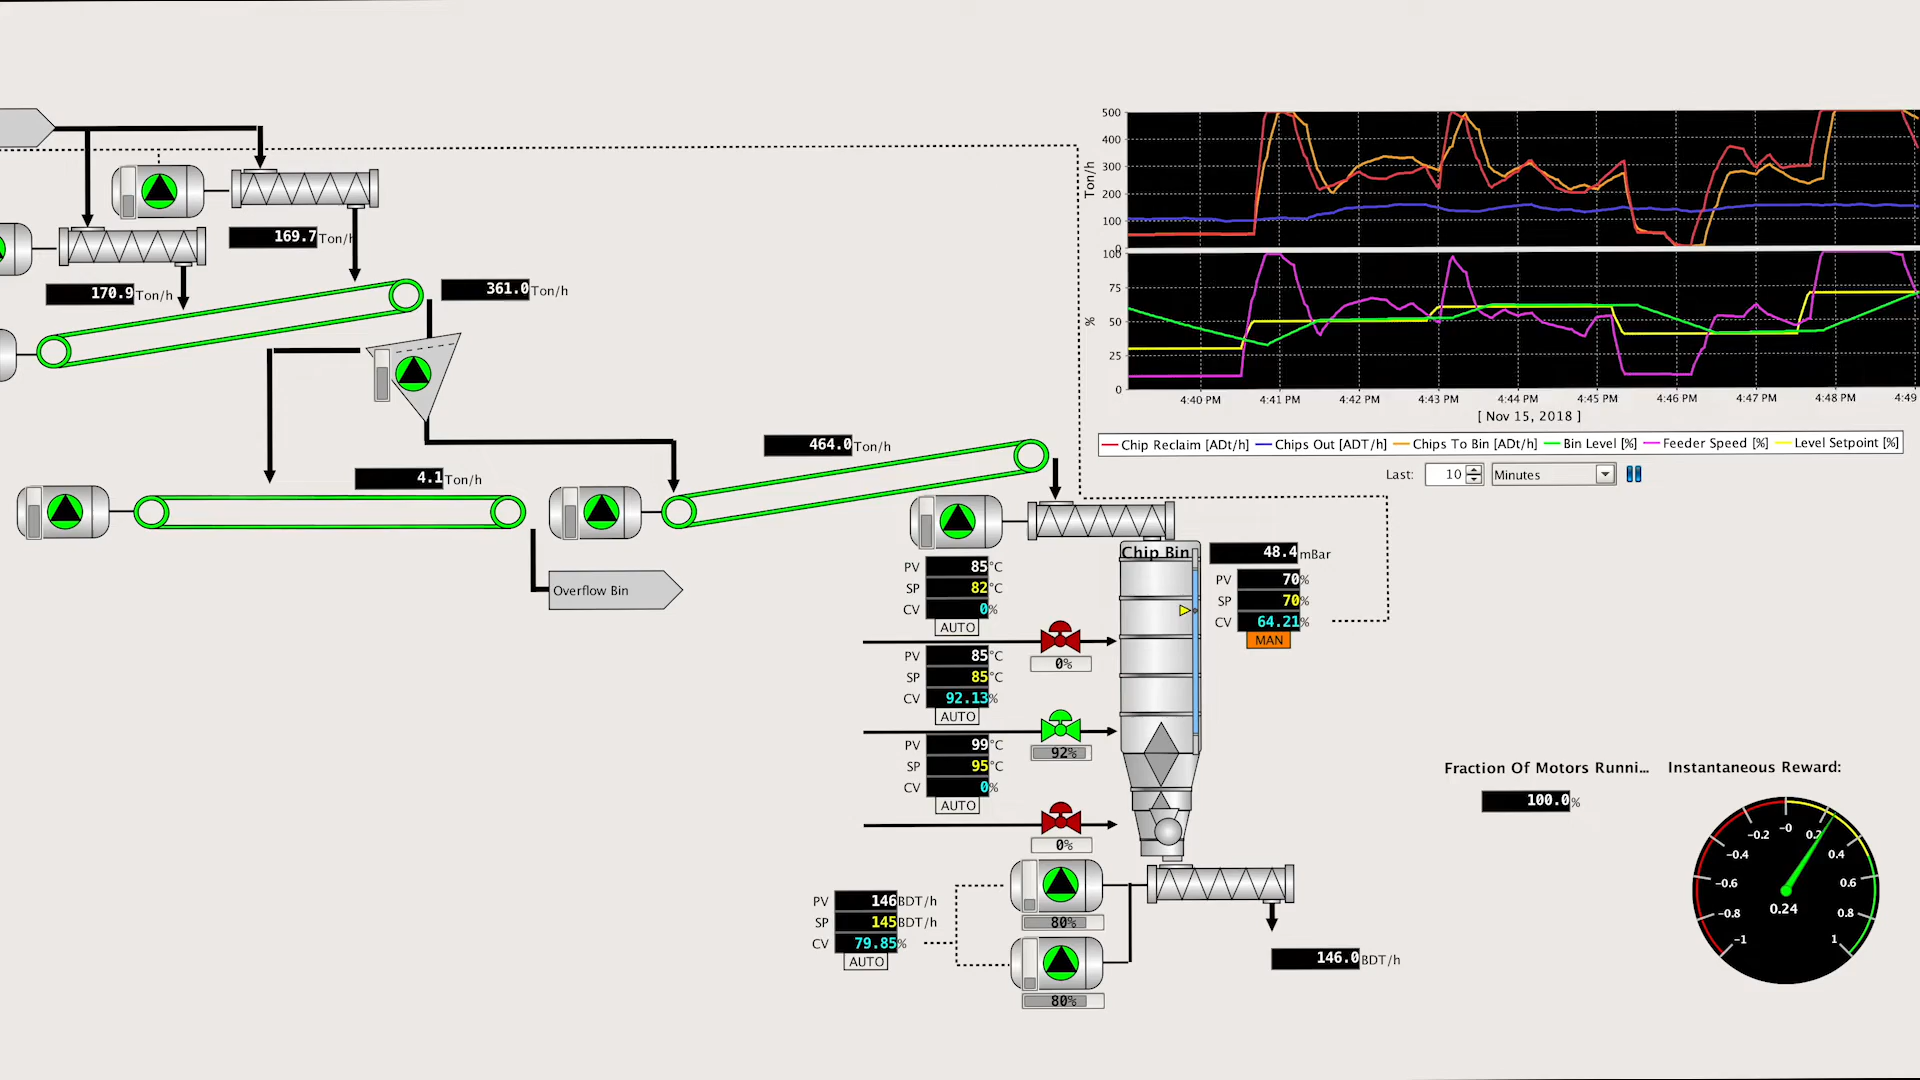 169.7 Ton/h
170.9 Ton/h
361.0 Ton/h
464.0 Ton/h
4.1 Ton/h
Overflow Bin
500
400
300
200
100
0
Ton/h
100
75
50
25
0
%
4:40 PM 4:41 PM 4:42 PM 4:43 PM 4:44 PM 4:45 PM 4:46 PM 4:47 PM 4:48 PM 4:49
[ Nov 15, 2018 ]
Chip Reclaim [ADt/h] Chips Out [ADT/h] Chips To Bin [ADt/h] Bin Level [%] Feeder Speed [%] Level Setpoint [%]
Last: 10 Minutes
Chip Bin
48.4 mBar
PV 70%
SP 70%
CV 64.21%
MAN
PV 85°C
SP 82°C
CV 0%
AUTO
0%
PV 85°C
SP 85°C
CV 92.13%
AUTO
92%
PV 99°C
SP 95°C
CV 0%
AUTO
0%
PV 146 BDT/h
SP 145 BDT/h
CV 79.85%
AUTO
80%
80%
146.0 BDT/h
Fraction Of Motors Runni...
100.0%
Instantaneous Reward:
-1
-0.8
-0.6
-0.4
-0.2
-0
0.2
0.4
0.6
0.8
1
0.24